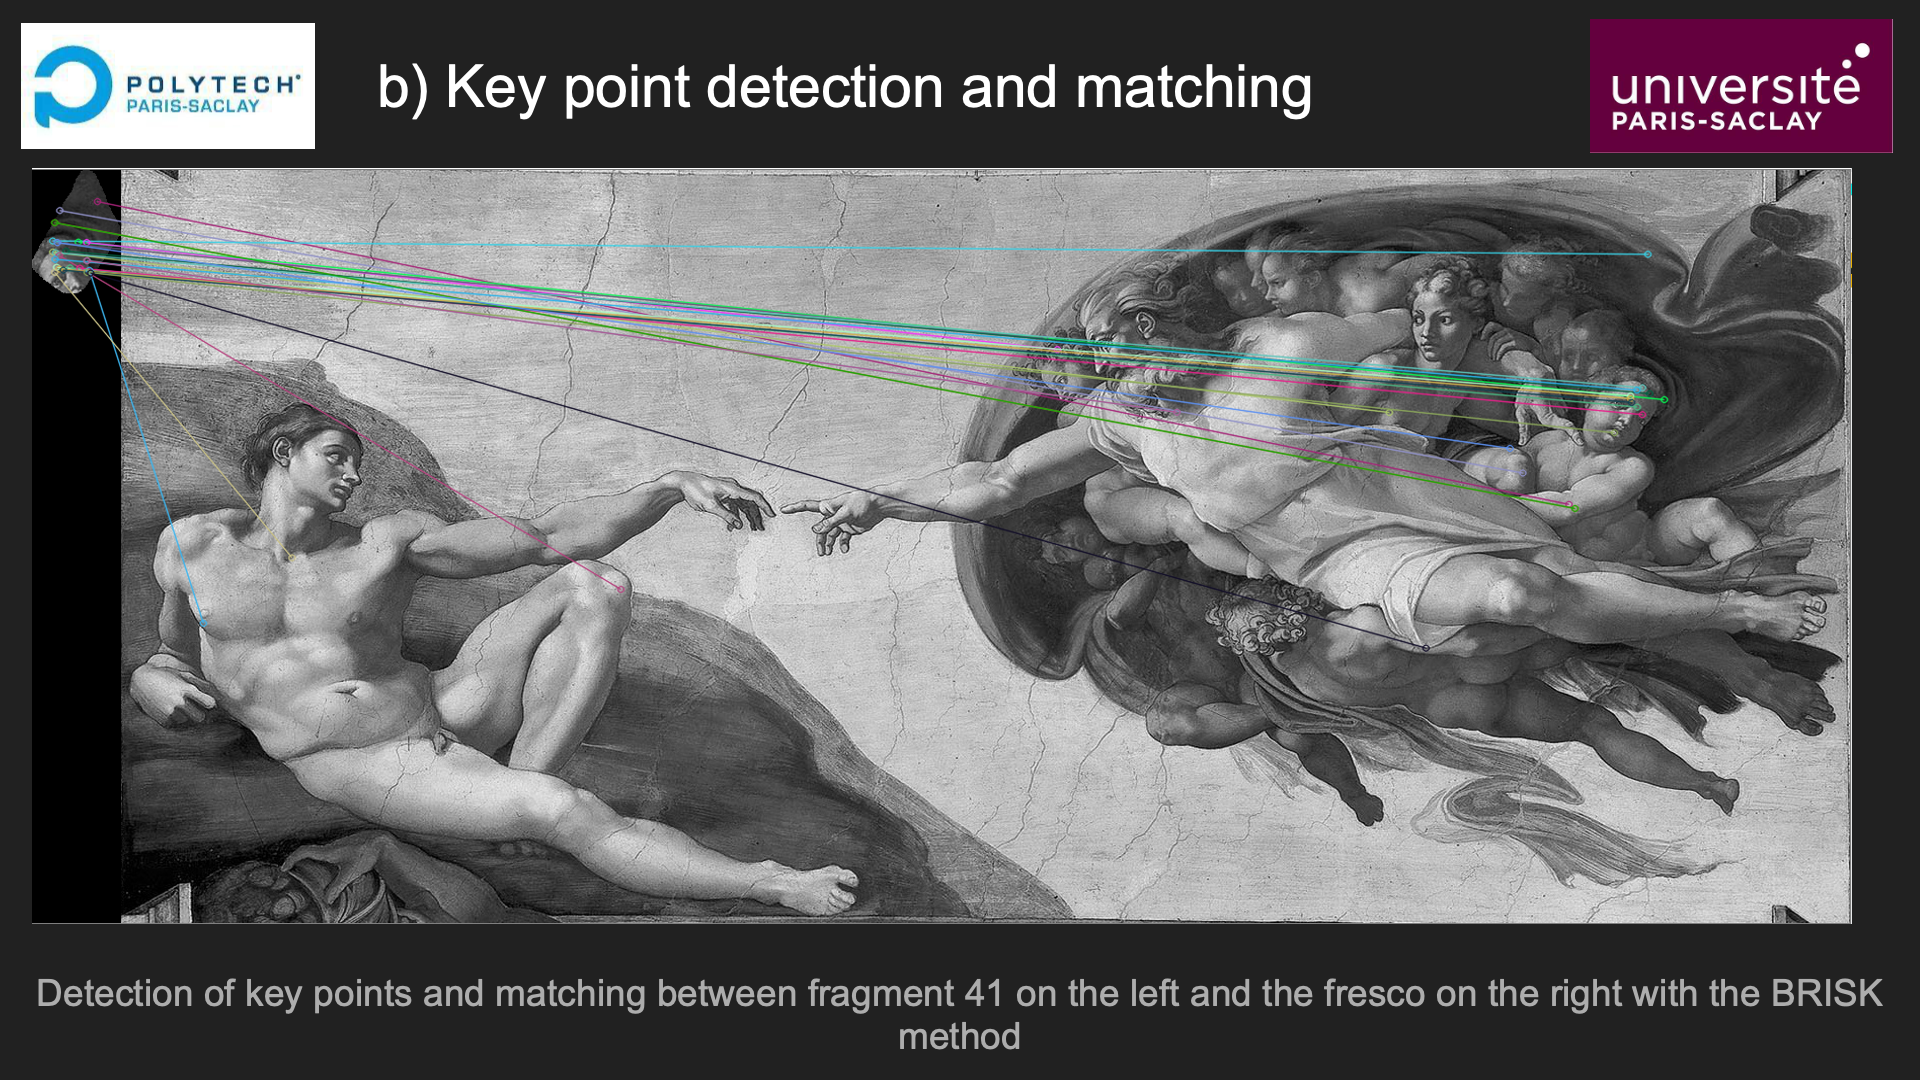 POLYTECH
PARIS-SACLAY
b) Key point detection and matching
université
PARIS-SACLAY
Detection of key points and matching between fragment 41 on the left and the fresco on the right with the BRISK
method